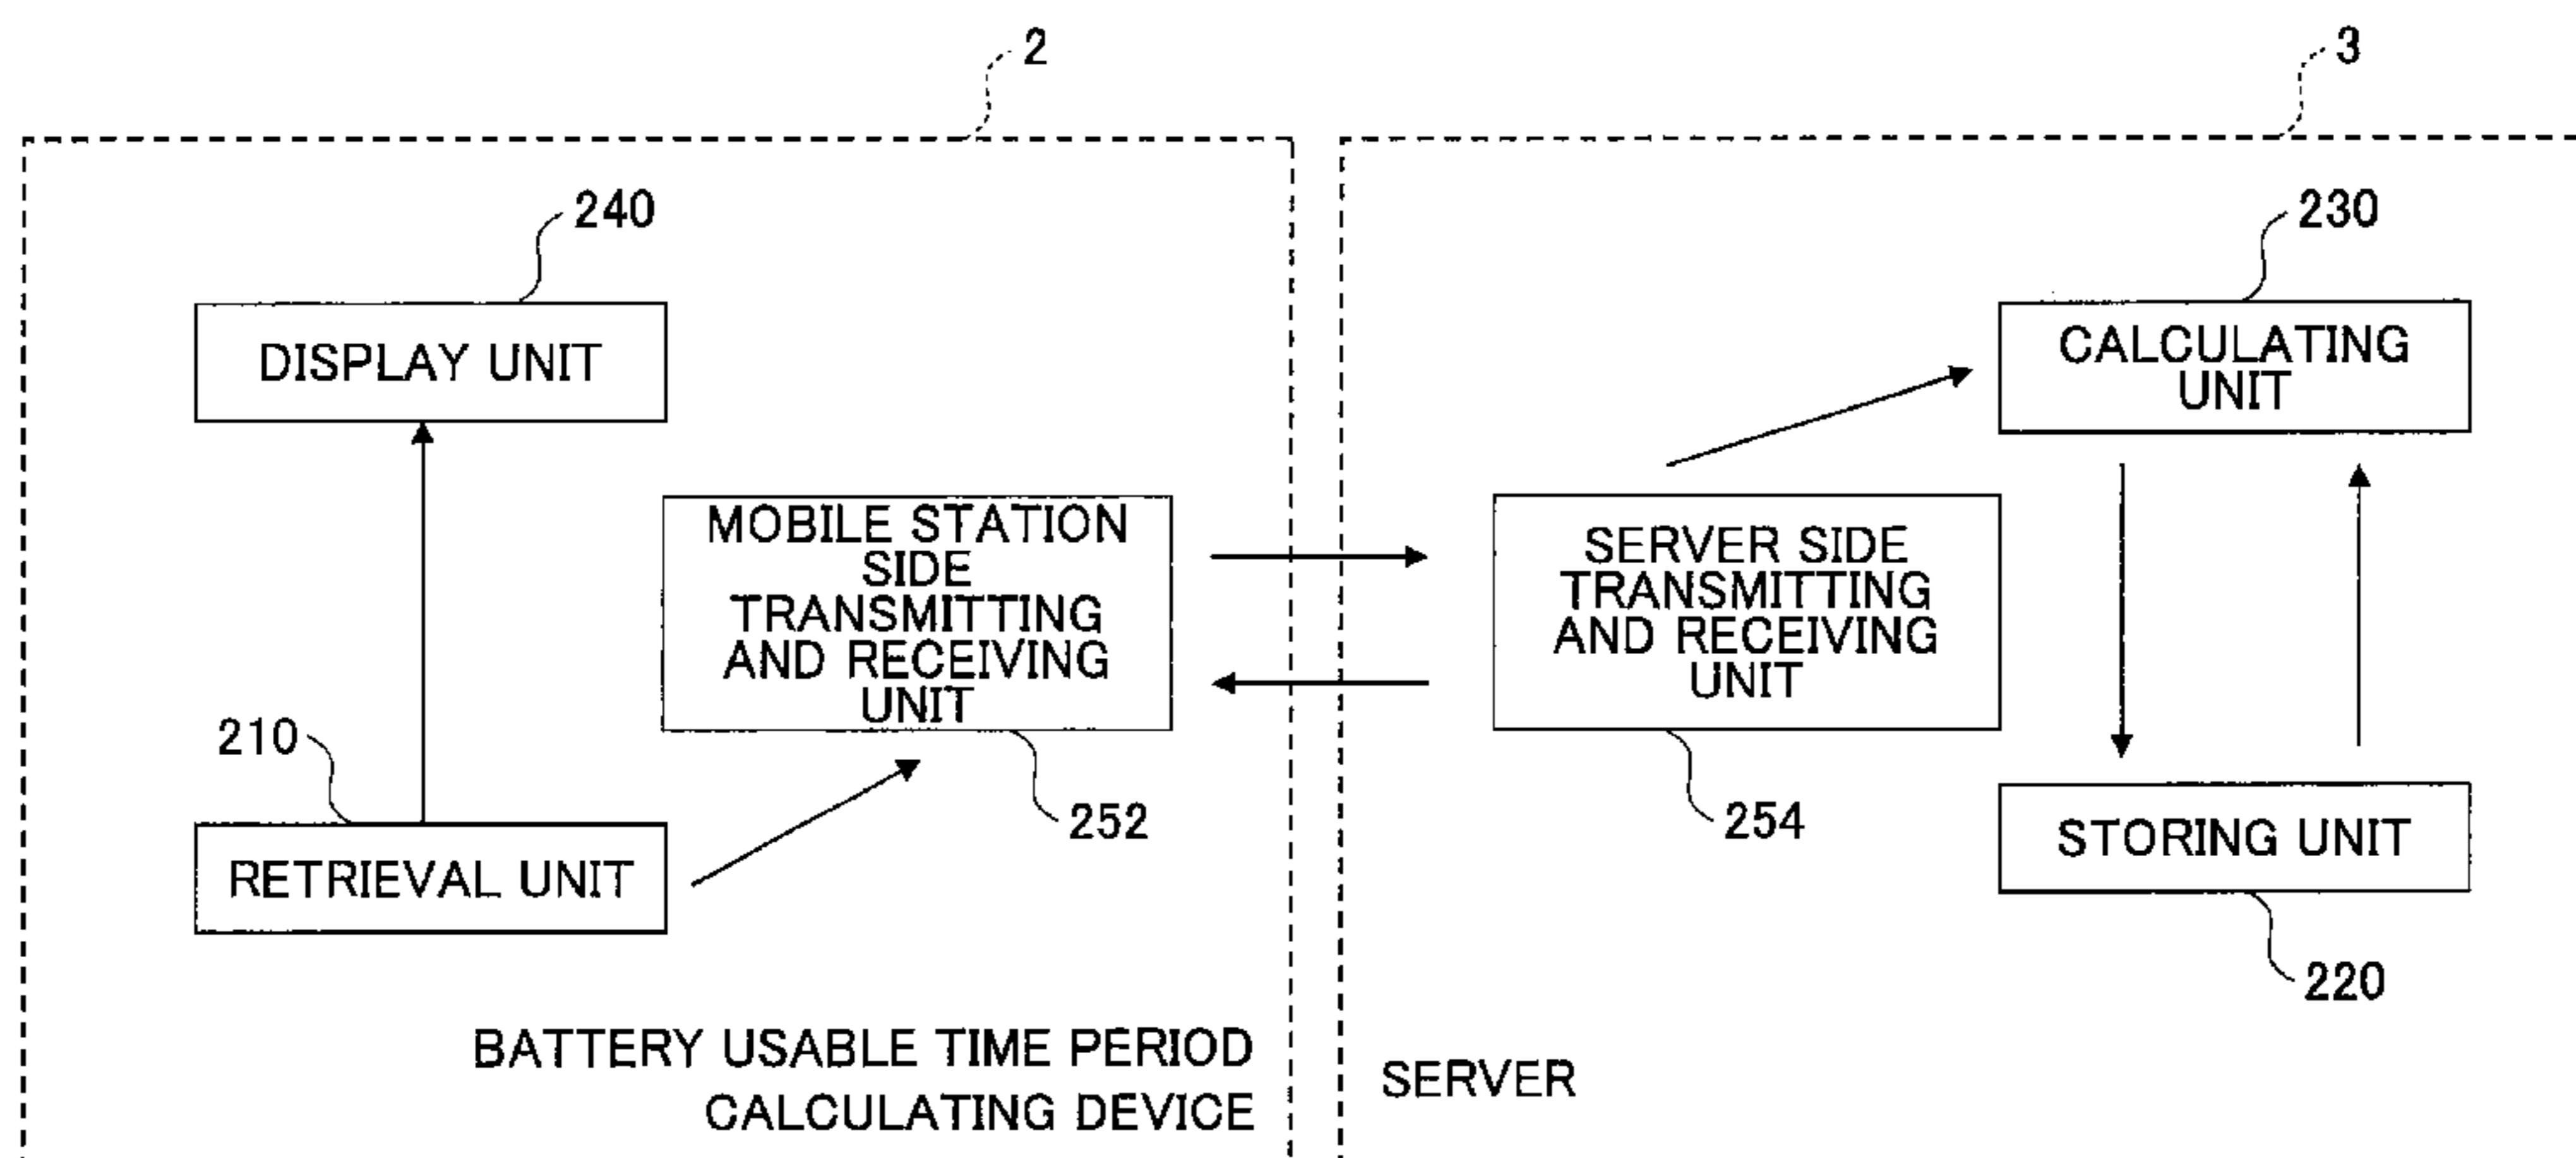 2
3
240
DISPLAY UNIT
230
CALCULATING
UNIT
MOBILE STATION
SIDE
TRANSMITTING
AND RECEIVING
UNIT
252
SERVER SIDE
TRANSMITTING
AND RECEIVING
UNIT
254
210
RETRIEVAL UNIT
STORING UNIT
220
BATTERY USABLE TIME PERIOD
CALCULATING DEVICE
SERVER